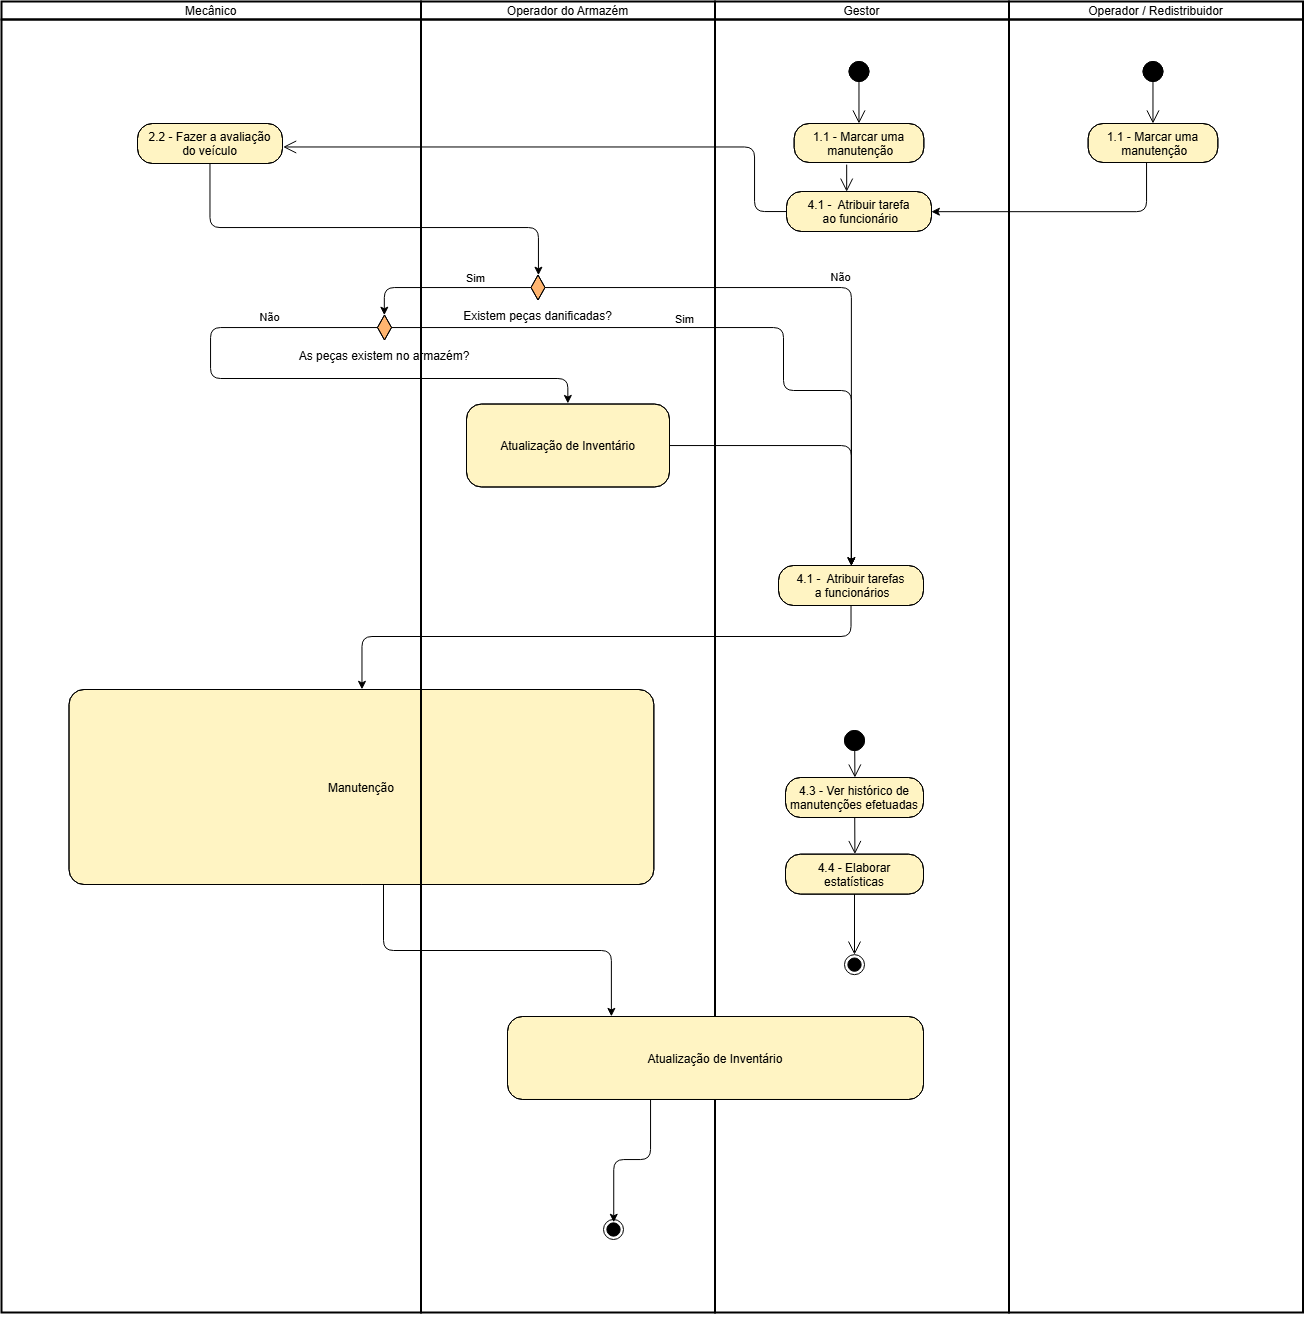 Mecânico
Operador do Armazém
Gestor
Operador / Redistribuidor
2.2 - Fazer a avaliação
do veículo
1.1 - Marcar uma
manutenção
1.1 - Marcar uma
manutenção
4.1 -  Atribuir tarefa
ao funcionário
Sim
Não
Existem peças danificadas?
Não
Sim
As peças existem no armazém?
Atualização de Inventário
4.1 -  Atribuir tarefas
a funcionários
Manutenção
4.3 - Ver histórico de
manutenções efetuadas
4.4 - Elaborar
estatísticas
Atualização de Inventário